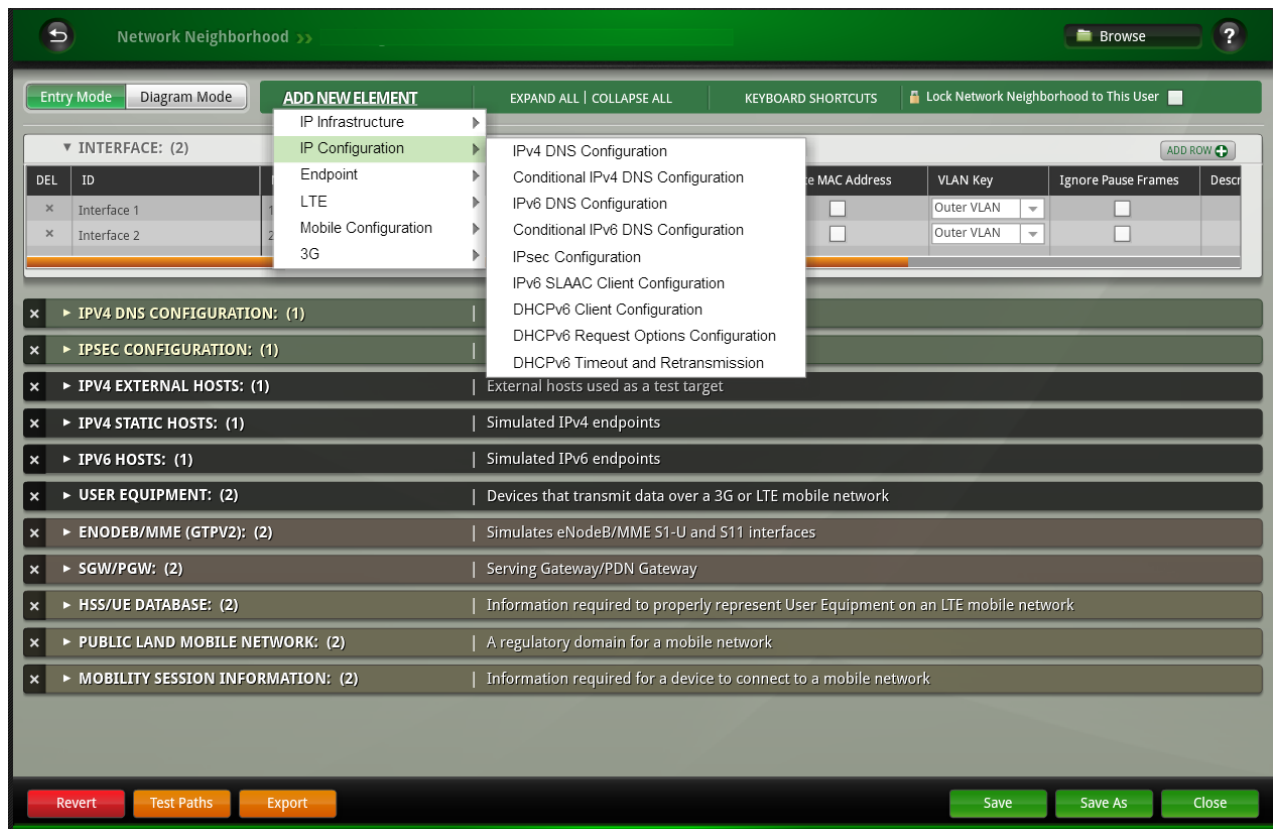 Network Neighborhood >>
Browse
?
Entry Mode Diagram Mode ADD NEW ELEMENT EXPAND ALL | COLLAPSE ALL KEYBOARD SHORTCUTS Lock Network Neighborhood to This User
IP Infrastructure
IP Configuration
Endpoint
LTE
Mobile Configuration
3G
IPv4 DNS Configuration
Conditional IPv4 DNS Configuration
IPv6 DNS Configuration
Conditional IPv6 DNS Configuration
IPsec Configuration
IPv6 SLAAC Client Configuration
DHCPv6 Client Configuration
DHCPv6 Request Options Configuration
DHCPv6 Timeout and Retransmission
INTERFACE: (2) ADD ROW
DEL ID MAC Address VLAN Key Ignore Pause Frames Descr
× Interface 1 1 Outer VLAN
× Interface 2 2 Outer VLAN
× IPV4 DNS CONFIGURATION: (1) |
× IPSEC CONFIGURATION: (1) |
× IPV4 EXTERNAL HOSTS: (1) | External hosts used as a test target
× IPV4 STATIC HOSTS: (1) | Simulated IPv4 endpoints
× IPV6 HOSTS: (1) | Simulated IPv6 endpoints
× USER EQUIPMENT: (2) | Devices that transmit data over a 3G or LTE mobile network
× ENODEB/MME (GTPV2): (2) | Simulates eNodeB/MME S1-U and S11 interfaces
× SGW/PGW: (2) | Serving Gateway/PDN Gateway
× HSS/UE DATABASE: (2) | Information required to properly represent User Equipment on an LTE mobile network
× PUBLIC LAND MOBILE NETWORK: (2) | A regulatory domain for a mobile network
× MOBILITY SESSION INFORMATION: (2) | Information required for a device to connect to a mobile network
Revert Test Paths Export Save Save As Close